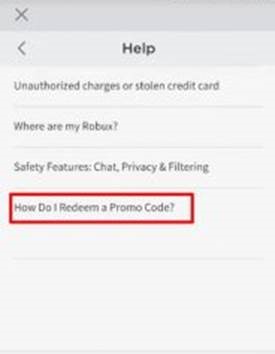 Help
Unauthorized charges or stolen credit card
Where are my Robux?
Safety Features: Chat, Privacy & Filtering
How Do I Redeem a Promo Code?